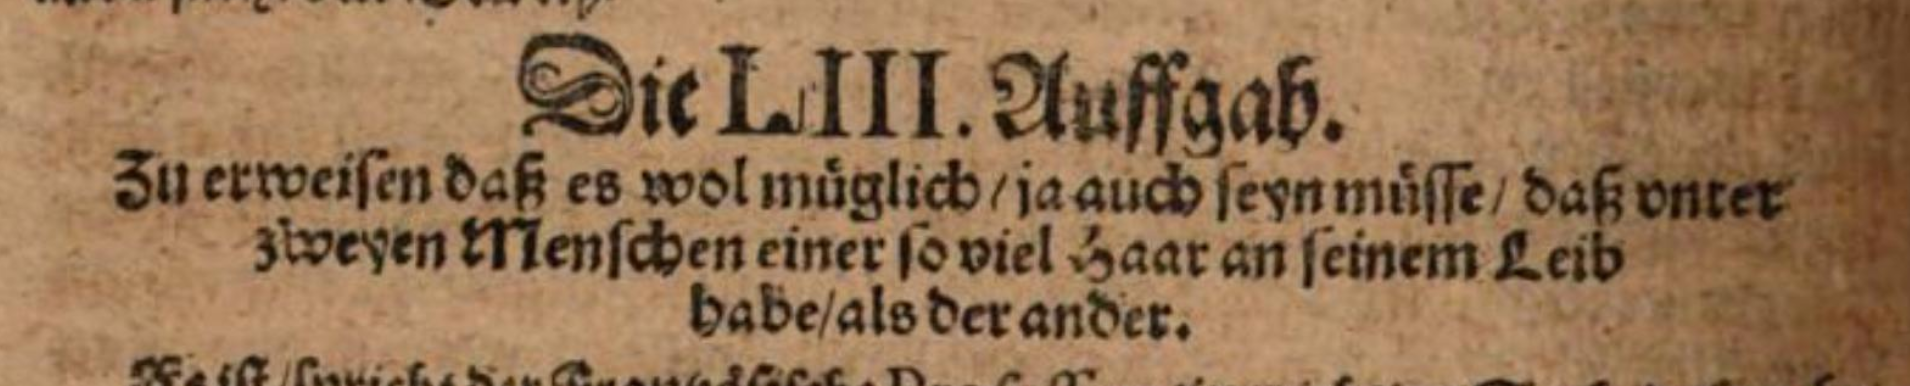 Die LIII. Auffgab.
Zu erweisen daß es wol müglich / ja auch seyn müsse / daß vnter
zweyen Menschen einer so viel Haar an seinem Leib
habe / als der ander.